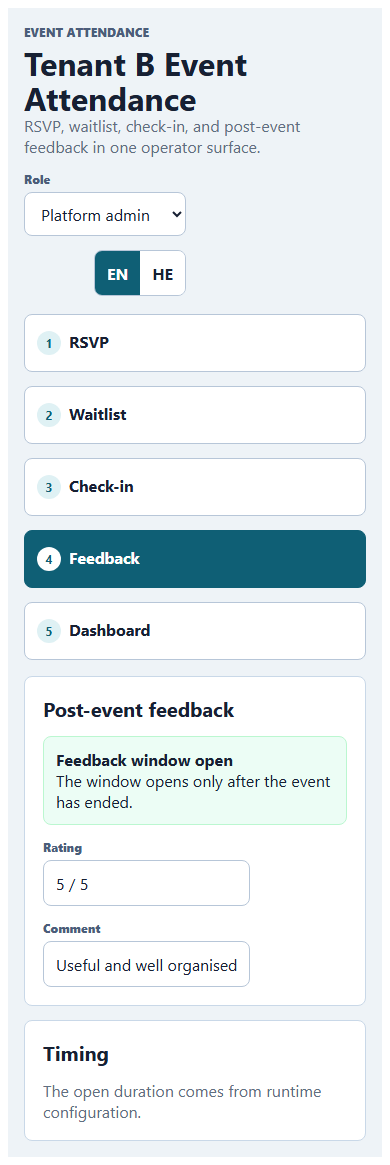 EVENT ATTENDANCE
Tenant B Event
Attendance
RSVP, waitlist, check-in, and post-event
feedback in one operator surface.
Role
Platform admin
EN HE
1 RSVP
2 Waitlist
3 Check-in
4 Feedback
5 Dashboard
Post-event feedback
Feedback window open
The window opens only after the event
has ended.
Rating
5 / 5
Comment
Useful and well organised
Timing
The open duration comes from runtime
configuration.